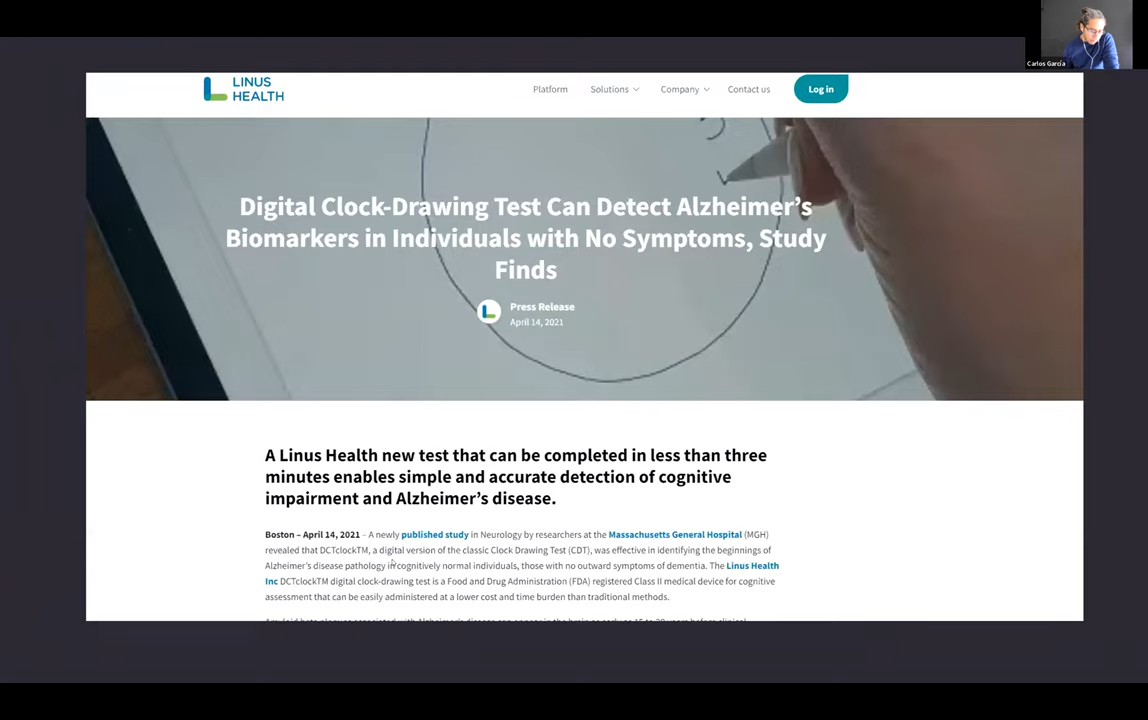 Carlos García
LINUS
HEALTH
Platform
Solutions
Company
Contact us
Log in
Digital Clock-Drawing Test Can Detect Alzheimer's
Biomarkers in Individuals with No Symptoms, Study
Finds
Press Release
April 14, 2021
A Linus Health new test that can be completed in less than three
minutes enables simple and accurate detection of cognitive
impairment and Alzheimer's disease.
Boston – April 14, 2021 - A newly published study in Neurology by researchers at the Massachusetts General Hospital (MGH)
revealed that DCTclockTM, a digital version of the classic Clock Drawing Test (CDT), was effective in identifying the beginnings of
Alzheimer's disease pathology in cognitively normal individuals, those with no outward symptoms of dementia. The Linus Health
Inc DCTclockTM digital clock-drawing test is a Food and Drug Administration (FDA) registered Class II medical device for cognitive
assessment that can be easily administered at a lower cost and time burden than traditional methods.